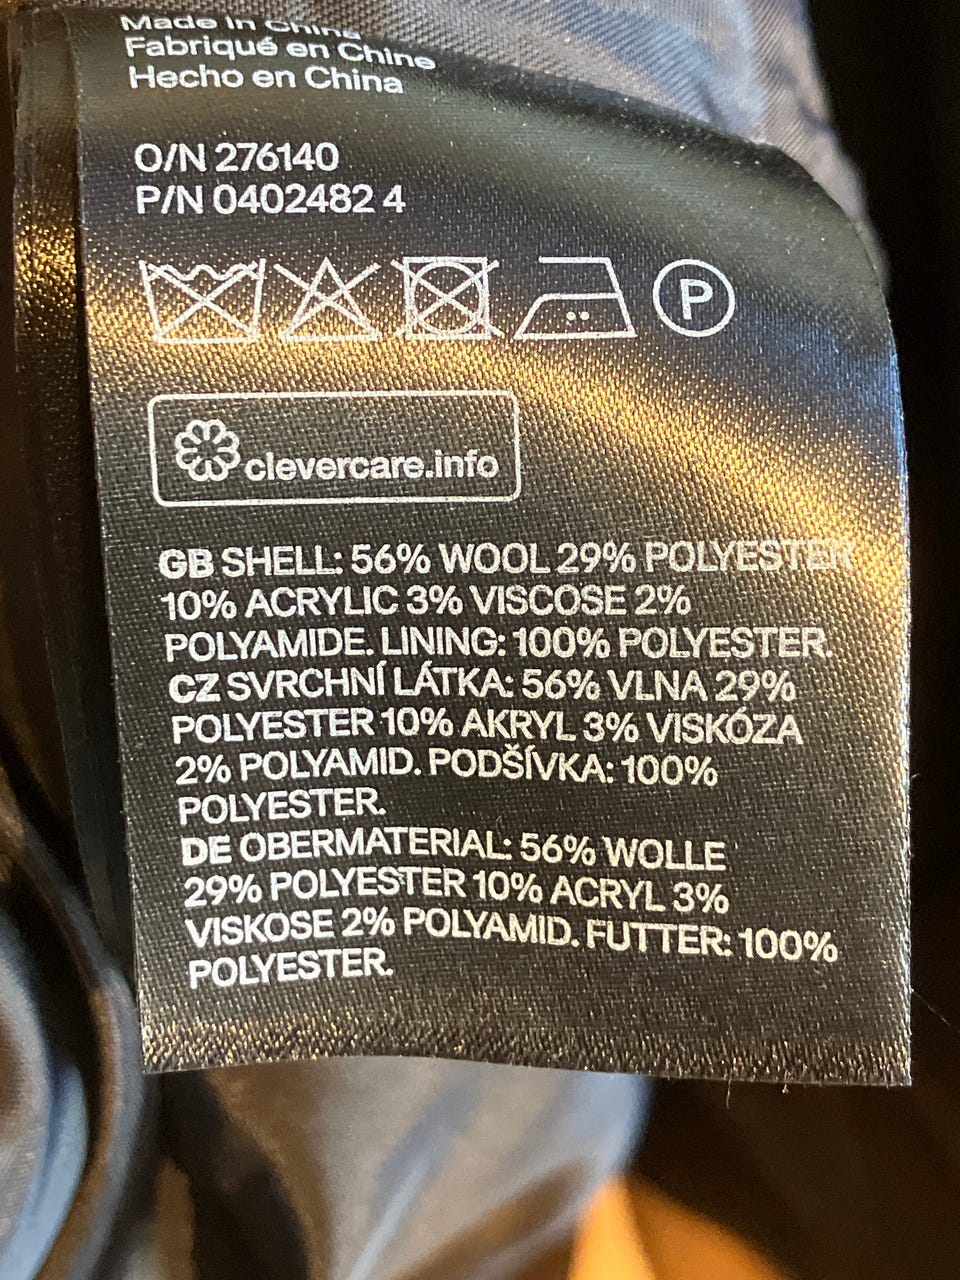 Made in China
Fabriqué en Chine
Hecho en China
O/N 276140
P/N 0402482 4
P
clevercare.info
GB SHELL: 56% WOOL 29% POLYESTER
10% ACRYLIC 3% VISCOSE 2%
POLYAMIDE. LINING: 100% POLYESTER.
CZ SVRCHNÍ LÁTKA: 56% VLNA 29%
POLYESTER 10% AKRYL 3% VISKÓZA
2% POLYAMID. PODŠÍVKA: 100%
POLYESTER.
DE OBERMATERIAL: 56% WOLLE
29% POLYESTER 10% ACRYL 3%
VISKOSE 2% POLYAMID. FUTTER: 100%
POLYESTER.